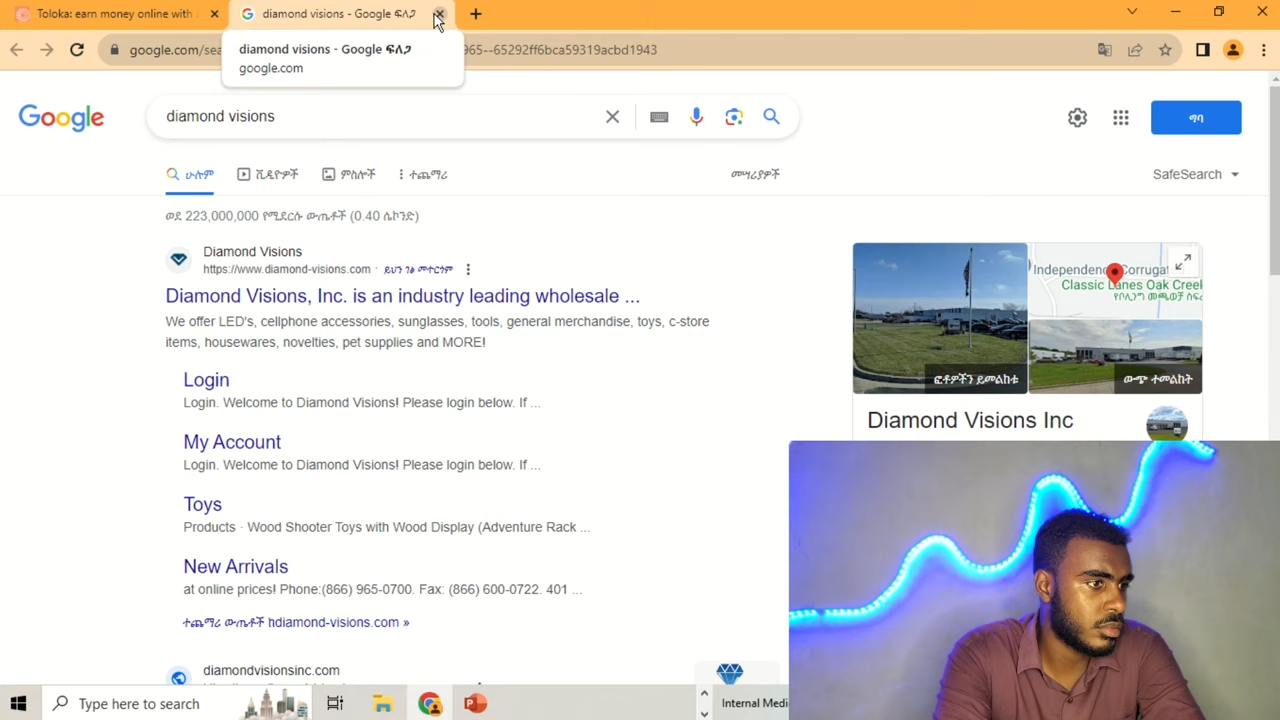 Toloka: earn money online with
diamond visions - Google ፍለጋ
diamond visions - Google ፍለጋ
google.com
google.com/sea
965--65292ff6bca59319acbd1943
Google
diamond visions
ግባ
ሁሉም
ቪዲዮዎች
ምስሎች
ተጨማሪ
መሣሪያዎች
SafeSearch
ወደ 223,000,000 የሚደርሱ ውጤቶች (0.40 ሴኮንድ)
Diamond Visions
https://www.diamond-visions.com · ይህን ገፅ መተርጎም
Diamond Visions, Inc. is an industry leading wholesale ...
We offer LED's, cellphone accessories, sunglasses, tools, general merchandise, toys, c-store
items, housewares, novelties, pet supplies and MORE!
Login
Login. Welcome to Diamond Visions! Please login below. If ...
My Account
Login. Welcome to Diamond Visions! Please login below. If ...
Toys
Products · Wood Shooter Toys with Wood Display (Adventure Rack ...
New Arrivals
at online prices! Phone:(866) 965-0700. Fax: (866) 600-0722. 401 ...
ተጨማሪ ውጤቶች ከdiamond-visions.com »
diamondvisionsinc.com
Independenc Corrugat
Classic Lanes Oak Creek
የቦሊንግ መጫወቻ ስፍራ
ፎቶዎችን ይመልከቱ
ውጭ ተመልከት
Diamond Visions Inc
Type here to search
Internal Medi